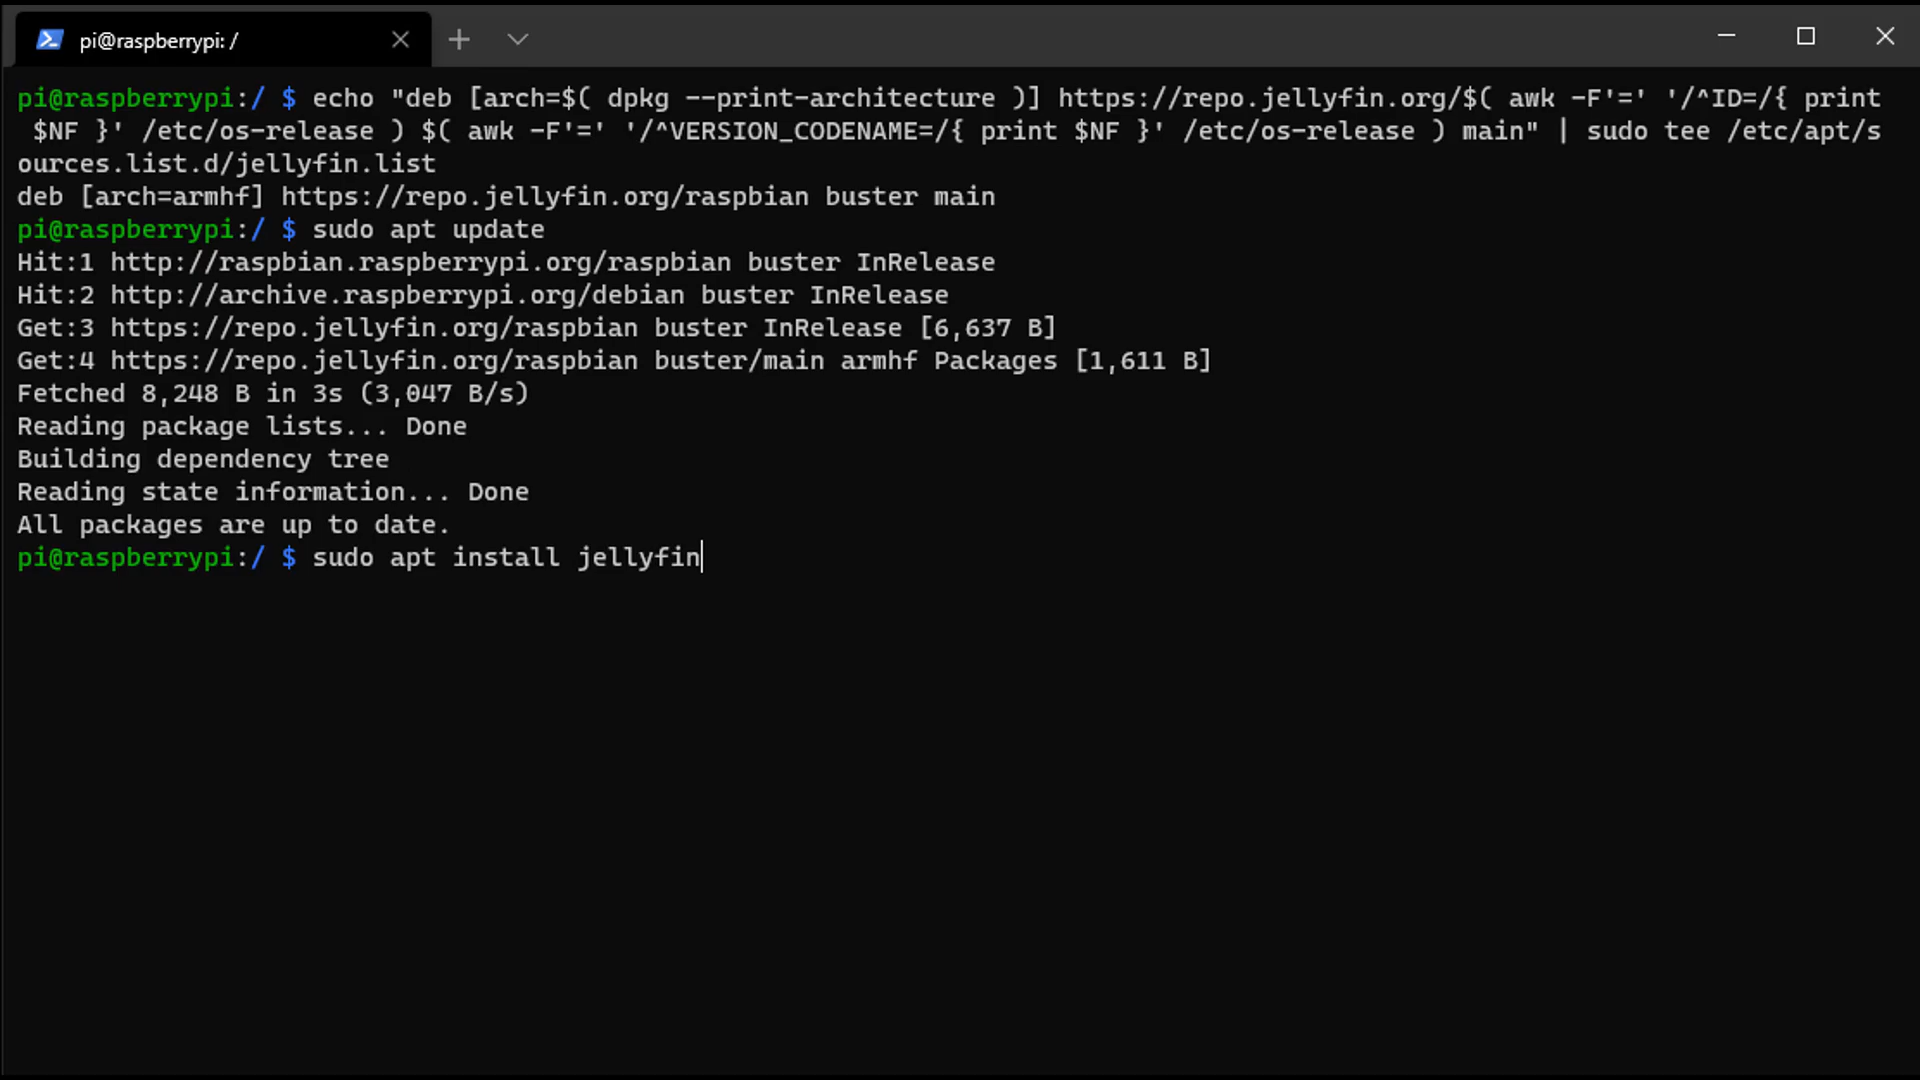 pi@raspberrypi: /
pi@raspberrypi:/ $ echo "deb [arch=$( dpkg --print-architecture )] https://repo.jellyfin.org/$( awk -F'=' '/^ID=/{ print
 $NF }' /etc/os-release ) $( awk -F'=' '/^VERSION_CODENAME=/{ print $NF }' /etc/os-release ) main" | sudo tee /etc/apt/s
ources.list.d/jellyfin.list
deb [arch=armhf] https://repo.jellyfin.org/raspbian buster main
pi@raspberrypi:/ $ sudo apt update
Hit:1 http://raspbian.raspberrypi.org/raspbian buster InRelease
Hit:2 http://archive.raspberrypi.org/debian buster InRelease
Get:3 https://repo.jellyfin.org/raspbian buster InRelease [6,637 B]
Get:4 https://repo.jellyfin.org/raspbian buster/main armhf Packages [1,611 B]
Fetched 8,248 B in 3s (3,047 B/s)
Reading package lists... Done
Building dependency tree
Reading state information... Done
All packages are up to date.
pi@raspberrypi:/ $ sudo apt install jellyfin